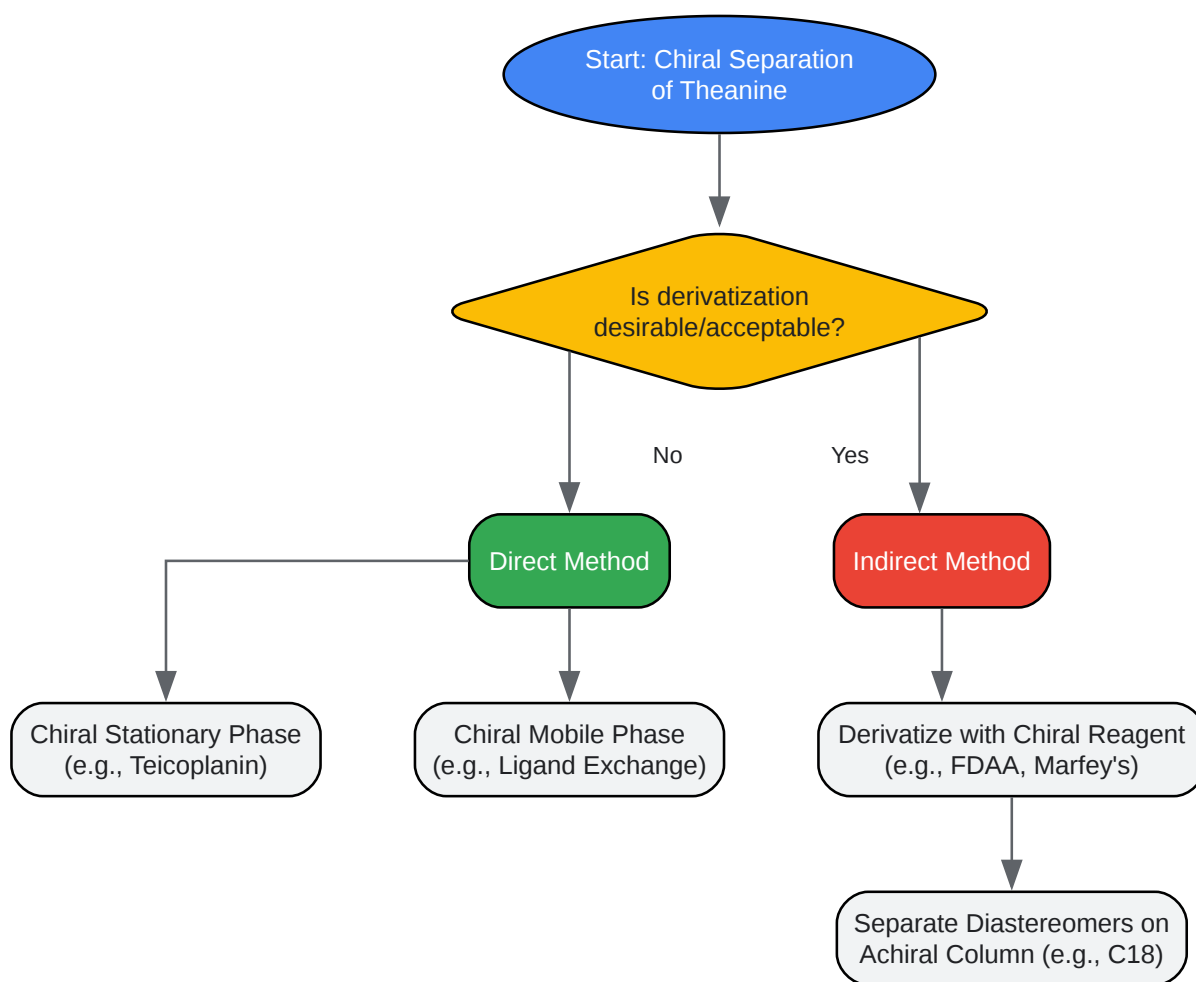 Start: Chiral Separation
of Theanine
Is derivatization
desirable/acceptable?
No
Yes
Direct Method
Indirect Method
Chiral Stationary Phase
(e.g., Teicoplanin)
Chiral Mobile Phase
(e.g., Ligand Exchange)
Derivatize with Chiral Reagent
(e.g., FDAA, Marfey's)
Separate Diastereomers on
Achiral Column (e.g., C18)